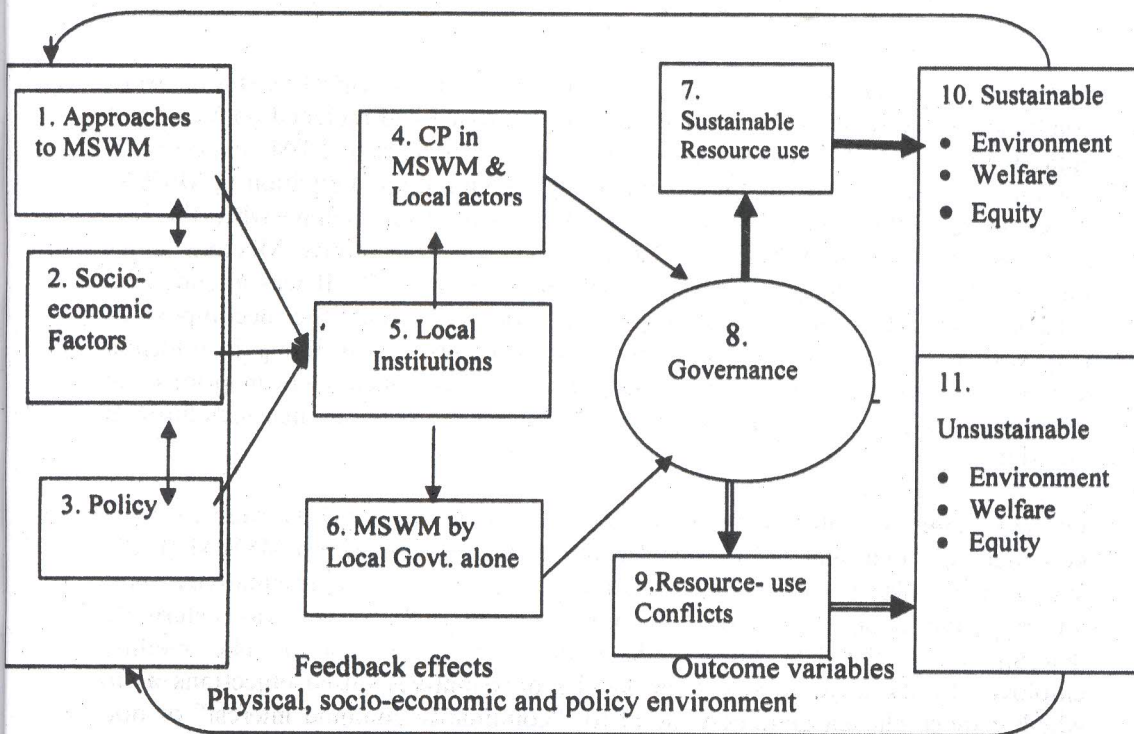 1. Approaches
to MSWM
2. Socio-
economic
Factors
3. Policy
4. CP in
MSWM &
Local actors
5. Local
Institutions
6. MSWM by
Local Govt. alone
7.
Sustainable
Resource use
8.
Governance
9.Resource- use
Conflicts
10. Sustainable
• Environment
• Welfare
• Equity
11.
Unsustainable
• Environment
• Welfare
• Equity
Feedback effects
Outcome variables
Physical, socio-economic and policy environment